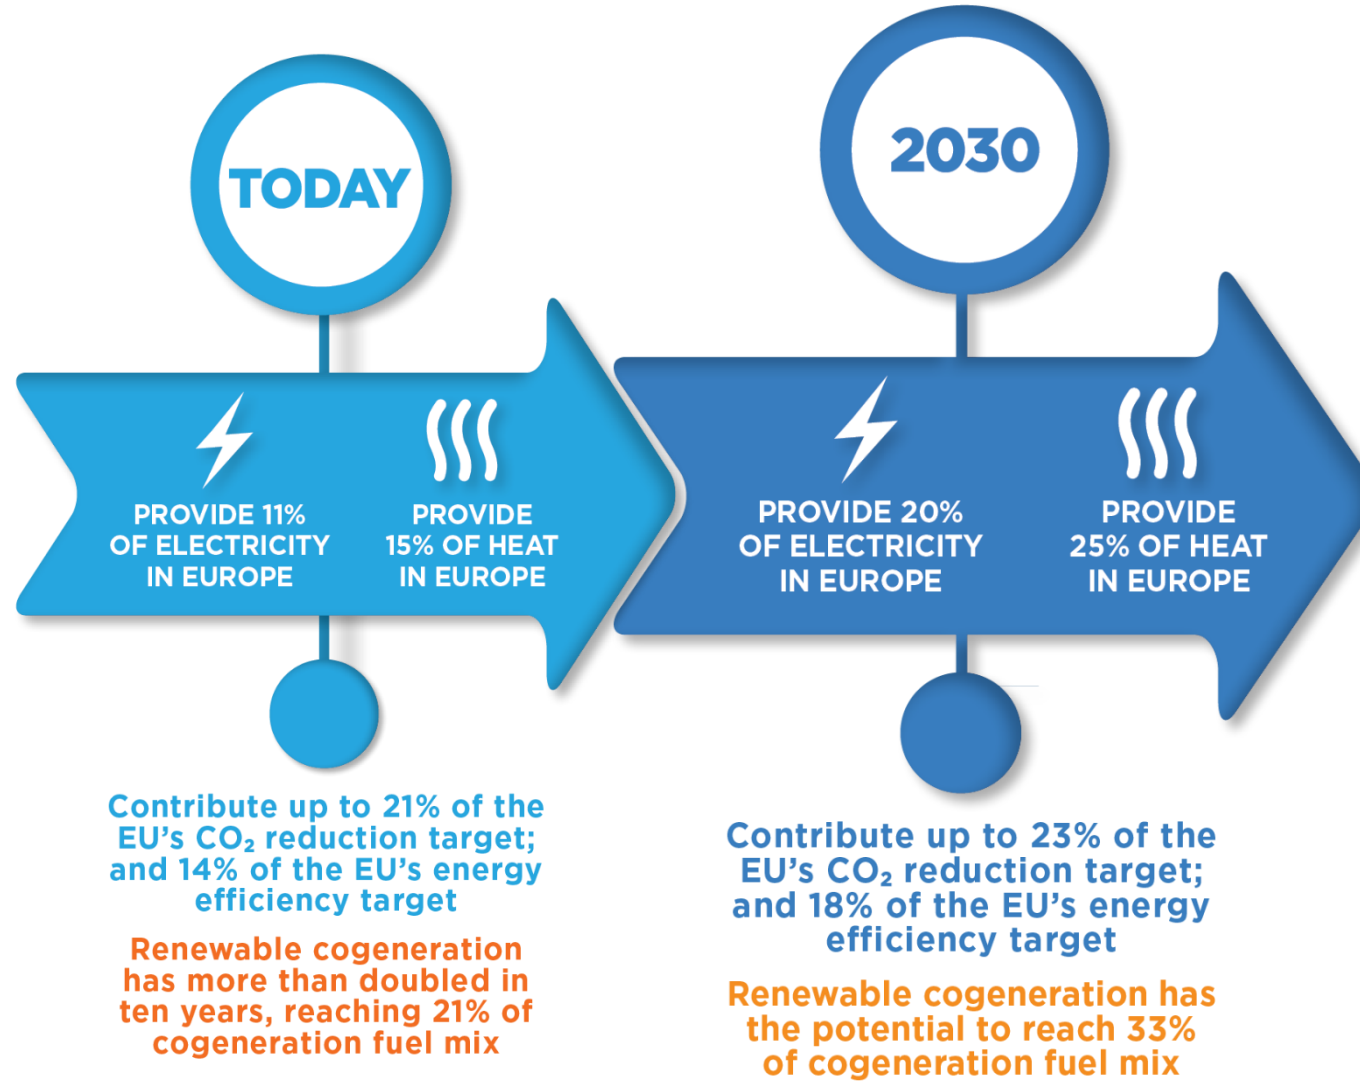 TODAY
PROVIDE 11%
OF ELECTRICITY
IN EUROPE
PROVIDE
15% OF HEAT
IN EUROPE
Contribute up to 21% of the
EU's CO₂ reduction target;
and 14% of the EU's energy
efficiency target
Renewable cogeneration
has more than doubled in
ten years, reaching 21% of
cogeneration fuel mix
2030
PROVIDE 20%
OF ELECTRICITY
IN EUROPE
PROVIDE
25% OF HEAT
IN EUROPE
Contribute up to 23% of the
EU's CO₂ reduction target;
and 18% of the EU's energy
efficiency target
Renewable cogeneration has
the potential to reach 33%
of cogeneration fuel mix